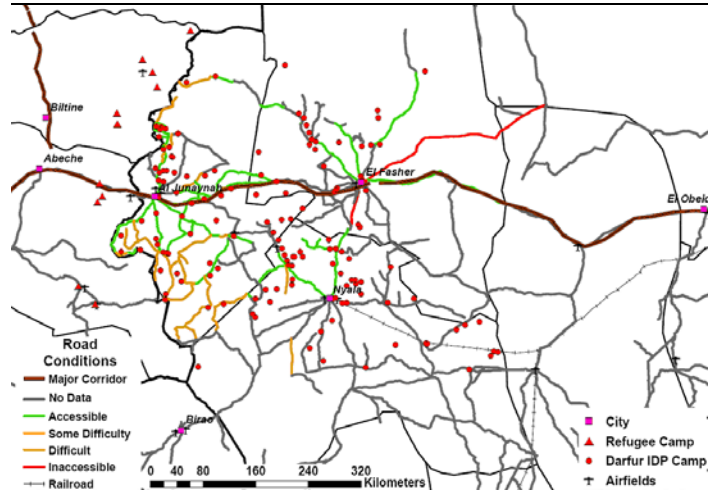 Biltine
Abeche
Al Junaynah
El Fasher
El Obeid
Nyala
Birao
Road
Conditions
Major Corridor
No Data
Accessible
Some Difficulty
Difficult
Inaccessible
Railroad
0 40 80 160 240 320
Kilometers
City
Refugee Camp
Darfur IDP Camp
Airfields